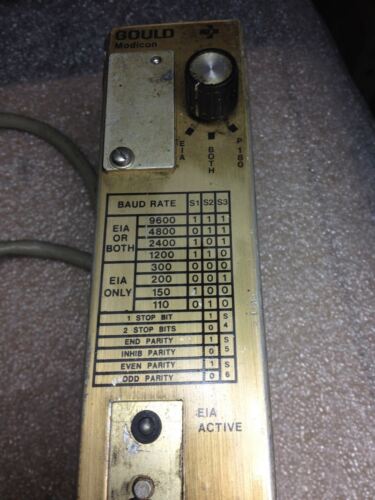 GOULD
Modicon
EIA BOTH P 180
BAUD RATE S1 S2 S3
EIA OR BOTH
9600 1 1 1
4800 0 1 1
2400 1 0 1
1200 1 1 0
EIA ONLY
300 0 0 0
200 0 0 1
150 1 0 0
110 0 1 0
1 STOP BIT 1 S4
2 STOP BITS 0
END PARITY 1 S5
INHIB PARITY 0
EVEN PARITY 1 S6
ODD PARITY 0
EIA
ACTIVE